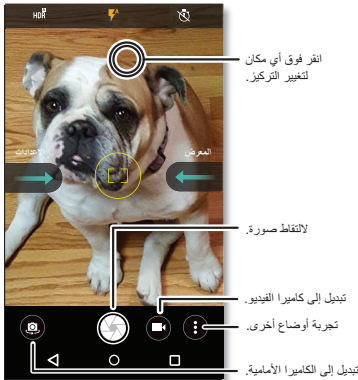 HDR
انقر فوق أي مكان
لتغيير التركيز.
المعرض
الإعدادات
لالتقاط صورة.
تبديل إلى كاميرا الفيديو.
تجربة أوضاع أخرى.
تبديل إلى الكاميرا الأمامية.